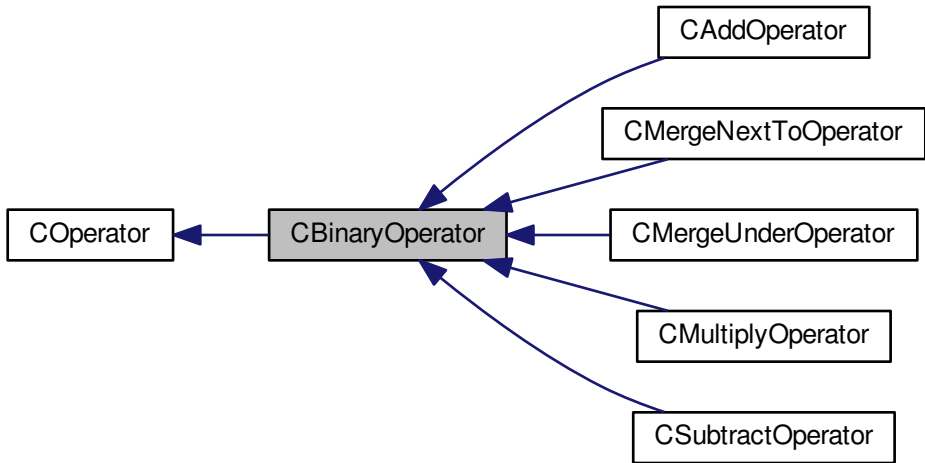 CAddOperator
CMergeNextToOperator
COperator
CBinaryOperator
CMergeUnderOperator
CMultiplyOperator
CSubtractOperator